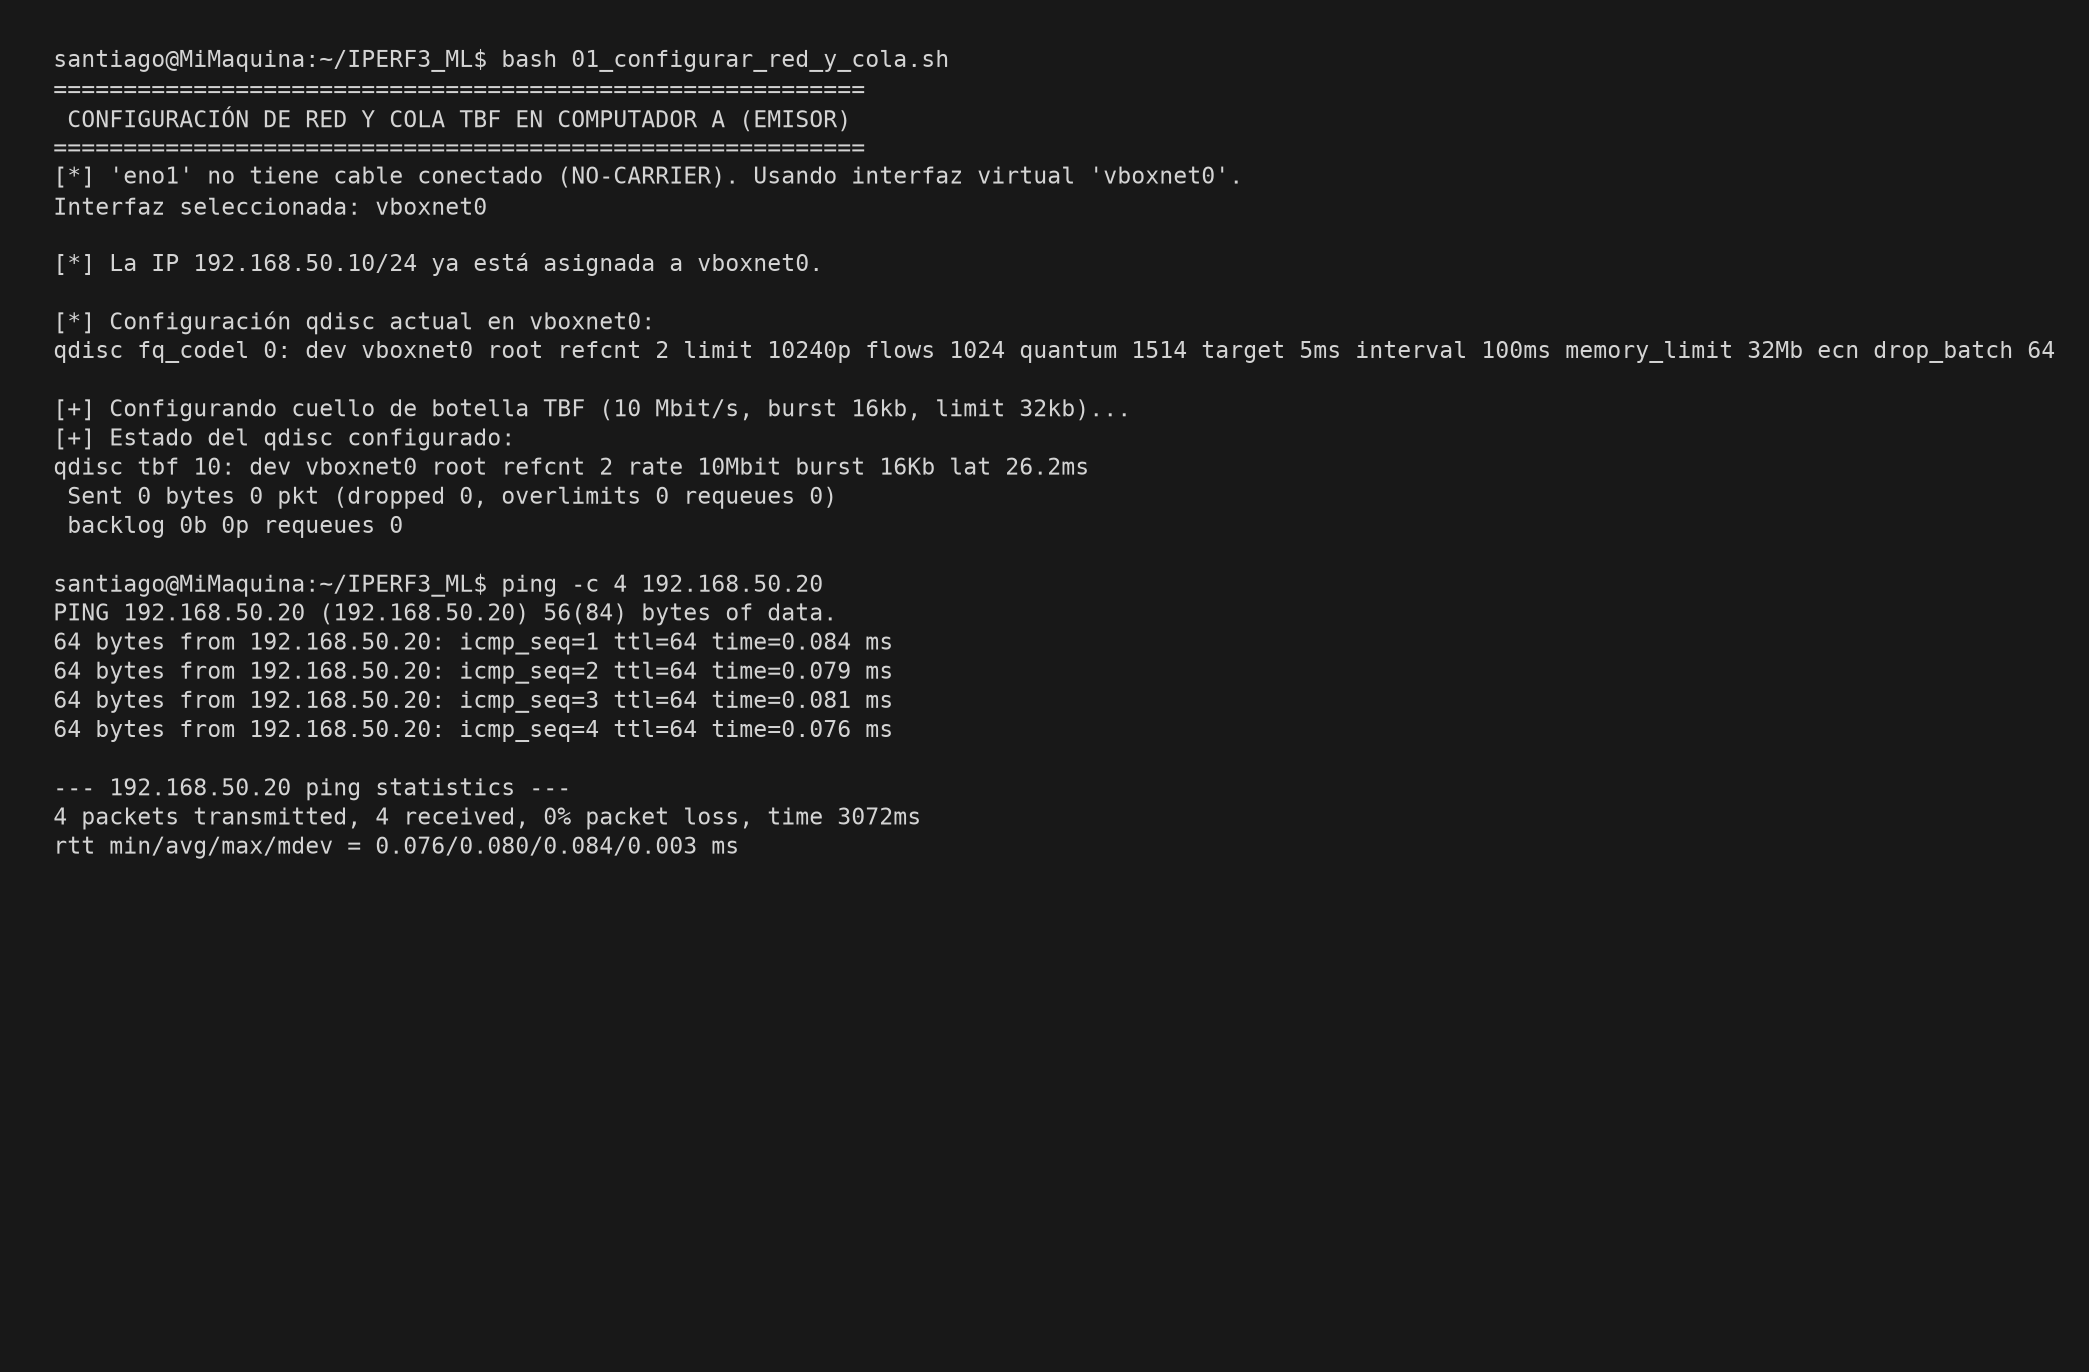 santiago@MiMaquina:~/IPERF3_ML$ bash 01_configurar_red_y_cola.sh
==========================================================
 CONFIGURACIÓN DE RED Y COLA TBF EN COMPUTADOR A (EMISOR)
==========================================================
[*] 'eno1' no tiene cable conectado (NO-CARRIER). Usando interfaz virtual 'vboxnet0'.
Interfaz seleccionada: vboxnet0
[*] La IP 192.168.50.10/24 ya está asignada a vboxnet0.
[*] Configuración qdisc actual en vboxnet0:
qdisc fq_codel 0: dev vboxnet0 root refcnt 2 limit 10240p flows 1024 quantum 1514 target 5ms interval 100ms memory_limit 32Mb ecn drop_batch 64
[+] Configurando cuello de botella TBF (10 Mbit/s, burst 16kb, limit 32kb)...
[+] Estado del qdisc configurado:
qdisc tbf 10: dev vboxnet0 root refcnt 2 rate 10Mbit burst 16Kb lat 26.2ms
 Sent 0 bytes 0 pkt (dropped 0, overlimits 0 requeues 0)
 backlog 0b 0p requeues 0
santiago@MiMaquina:~/IPERF3_ML$ ping -c 4 192.168.50.20
PING 192.168.50.20 (192.168.50.20) 56(84) bytes of data.
64 bytes from 192.168.50.20: icmp_seq=1 ttl=64 time=0.084 ms
64 bytes from 192.168.50.20: icmp_seq=2 ttl=64 time=0.079 ms
64 bytes from 192.168.50.20: icmp_seq=3 ttl=64 time=0.081 ms
64 bytes from 192.168.50.20: icmp_seq=4 ttl=64 time=0.076 ms
--- 192.168.50.20 ping statistics ---
4 packets transmitted, 4 received, 0% packet loss, time 3072ms
rtt min/avg/max/mdev = 0.076/0.080/0.084/0.003 ms